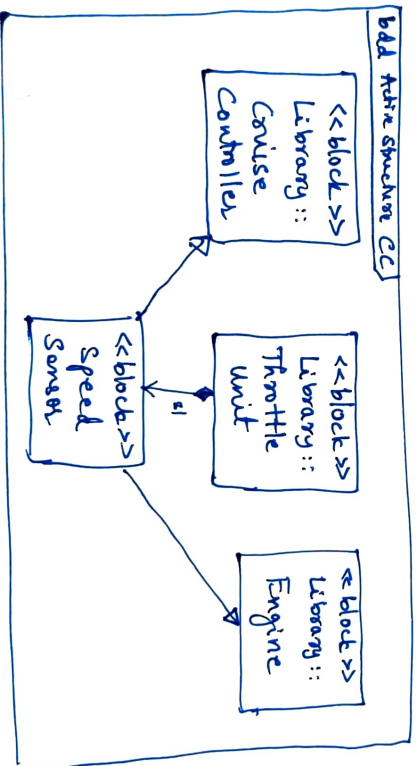 bdd Active Structure CC
<<block>>
Library::
Cruise
Controller
<<block>>
Library::
Throttle
Unit
<<block>>
Library::
Engine
<<block>>
Speed
Sensor